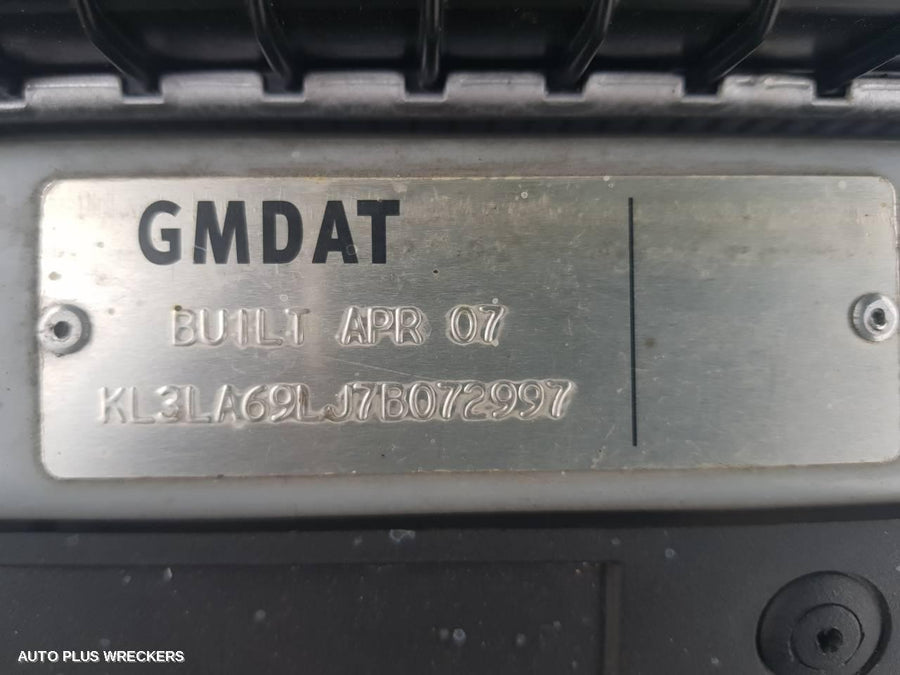 GMDAT
BUILT APR 07
KL3LA69LJ7B072997
AUTO PLUS WRECKERS